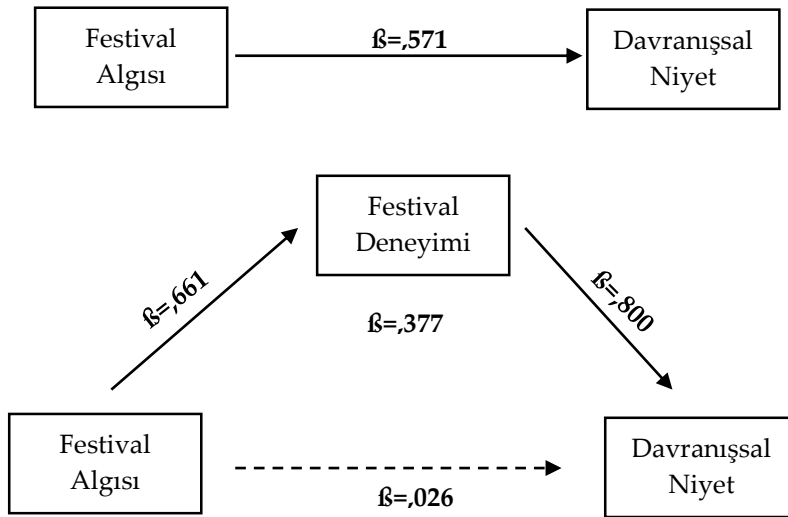 Festival
Algısı
ß=,571
Davranışsal
Niyet
Festival
Deneyimi
ß=,661
ß=,800
ß=,377
Festival
Algısı
ß=,026
Davranışsal
Niyet